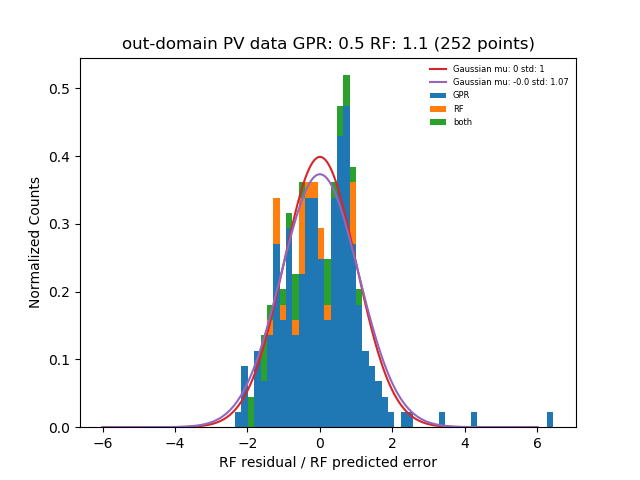 out-domain PV data GPR: 0.5 RF: 1.1 (252 points)
Gaussian mu: 0 std: 1
Gaussian mu: -0.0 std: 1.07
GPR
RF
both
Normalized Counts
0.5
0.4
0.3
0.2
0.1
0.0
−6 −4 −2 0 2 4 6
RF residual / RF predicted error